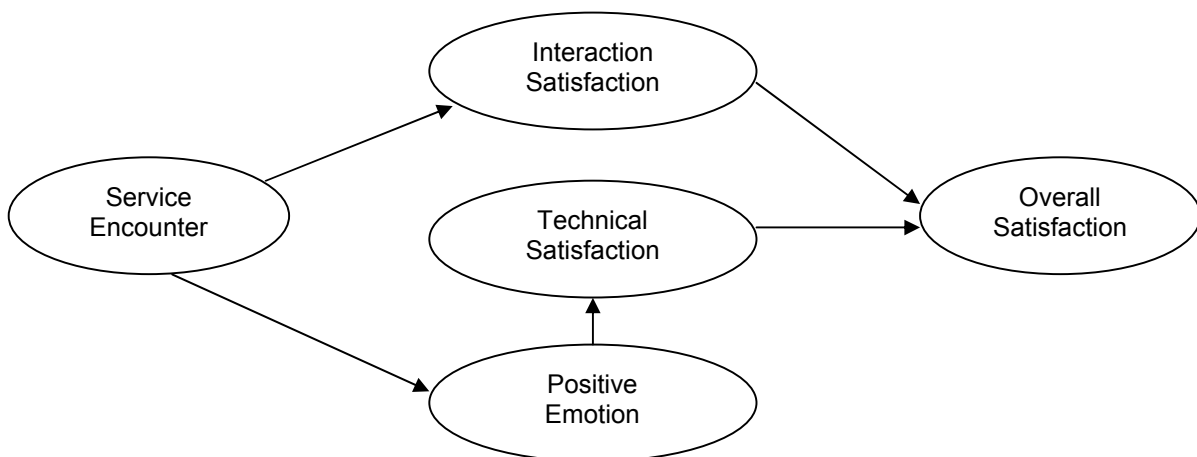 Interaction
Satisfaction
Service
Encounter
Technical
Satisfaction
Overall
Satisfaction
Positive
Emotion